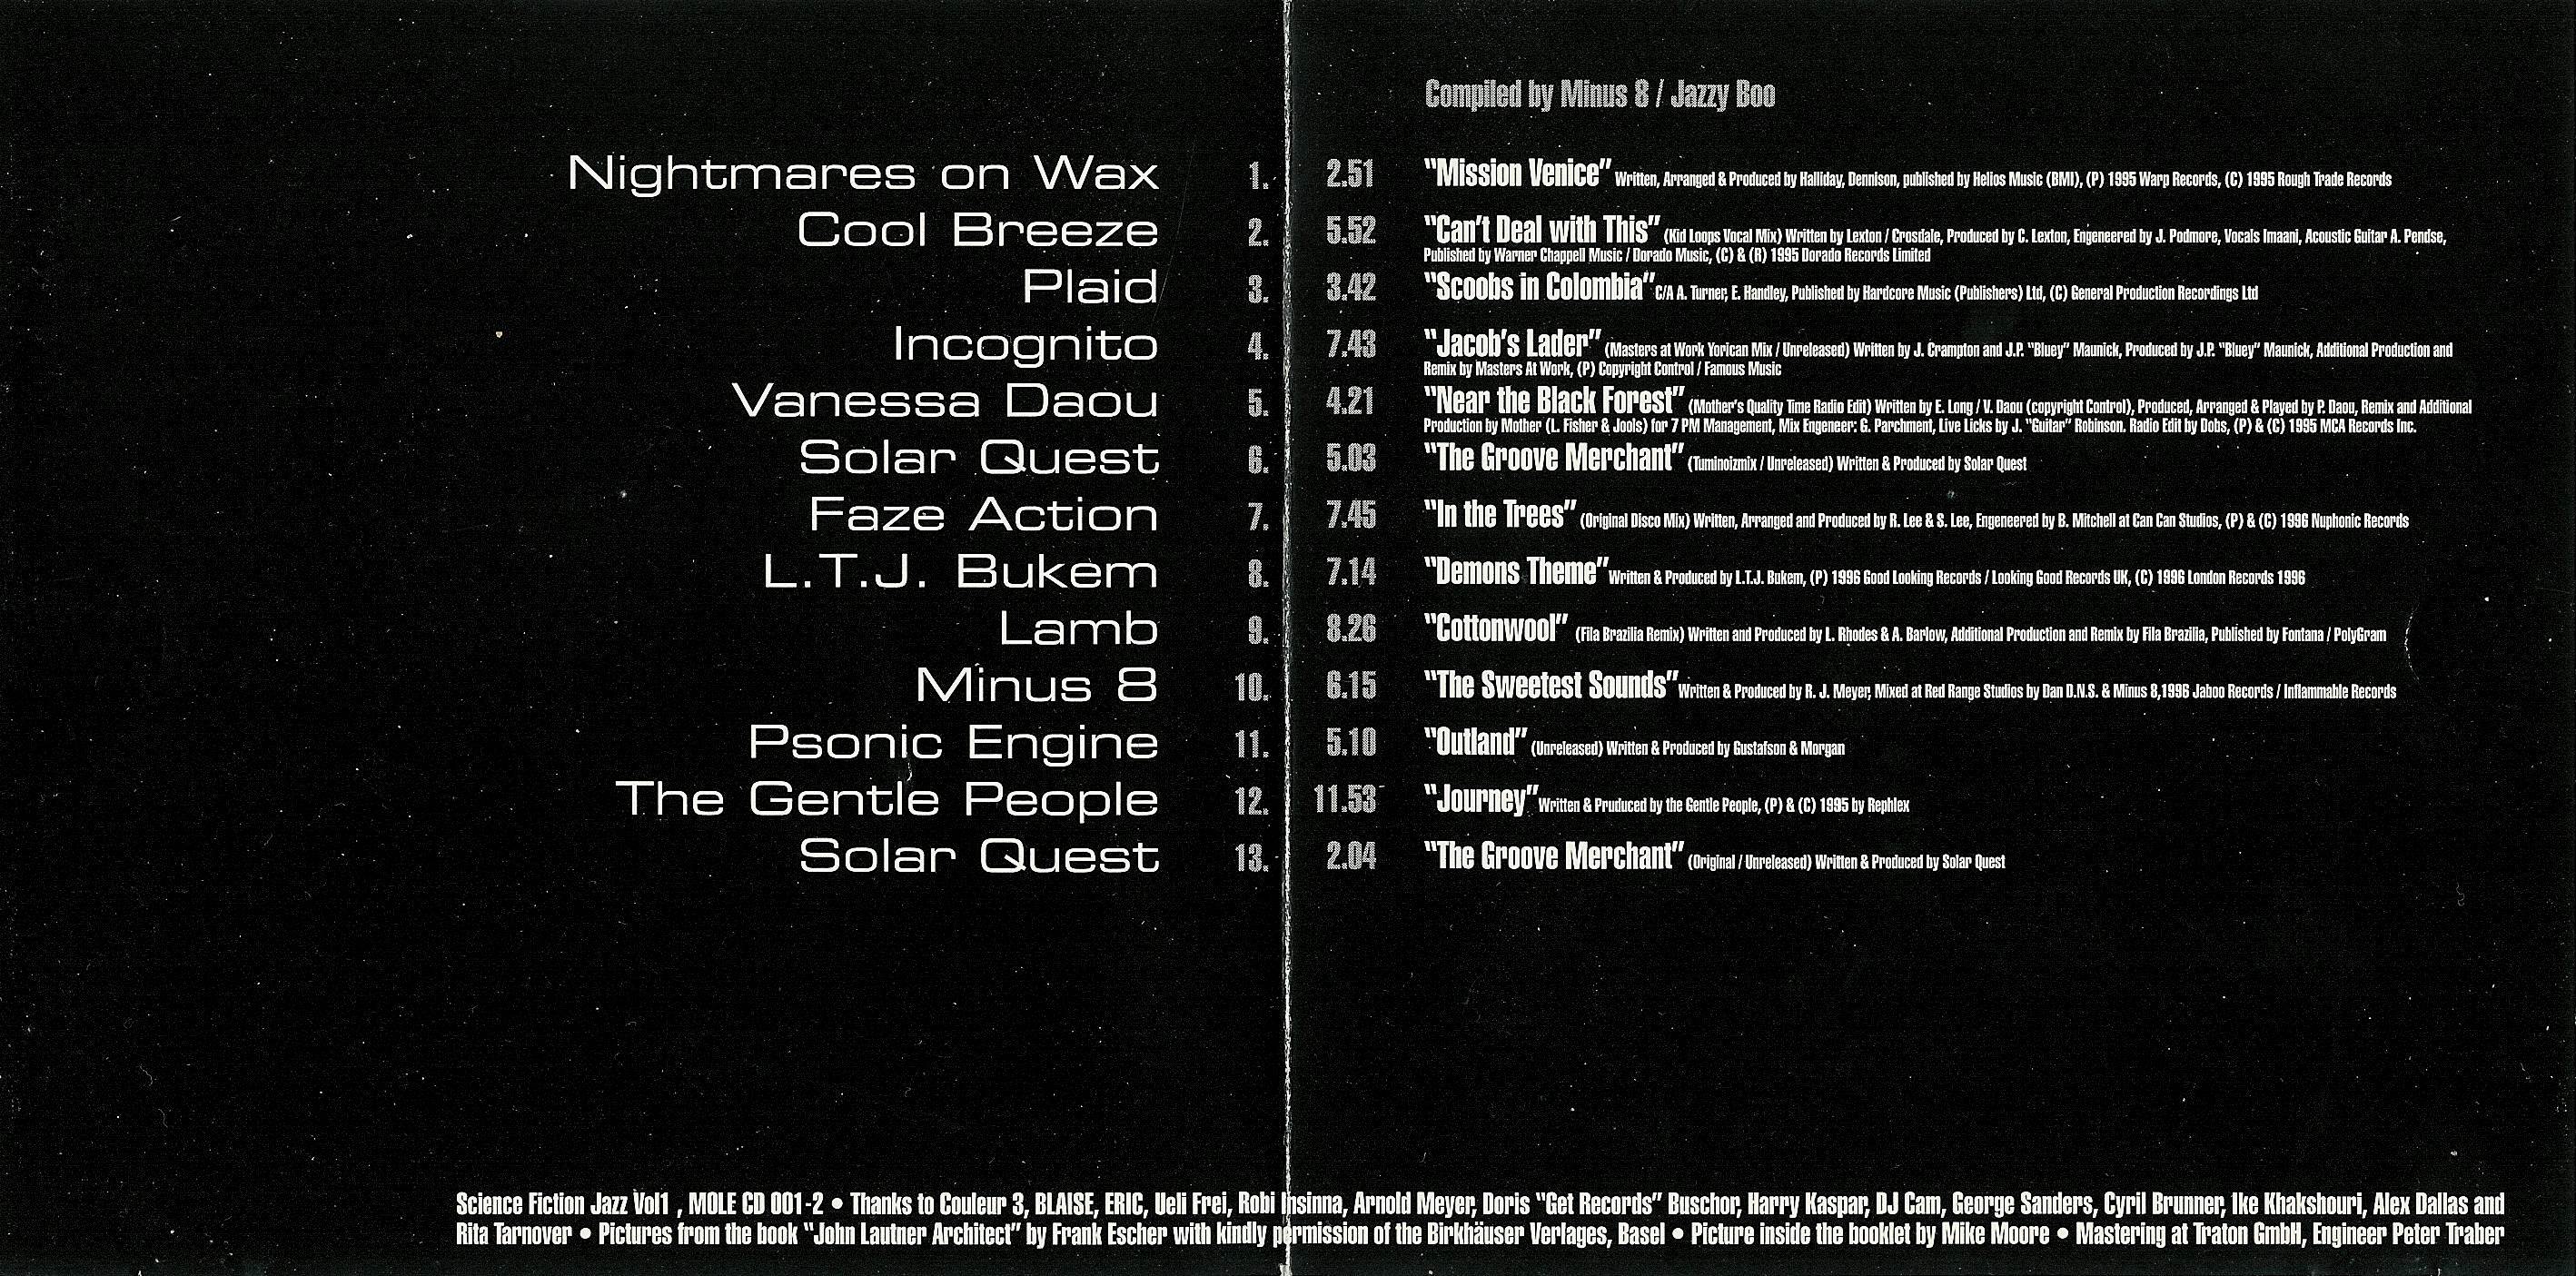 Compiled by Minus 8 / Jazzy Boo
Nightmares on Wax 1. 2.51 "Mission Venice" Written, Arranged & Produced by Halliday, Dennison, published by Helios Music (BMI), (P) 1995 Warp Records, (C) 1995 Rough Trade Records
Cool Breeze 2. 5.52 "Can't Deal with This" (Kid Loops Vocal Mix) Written by Lexton / Crosdale, Produced by C. Lexton, Engeneered by J. Podmore, Vocals Imaani, Acoustic Guitar A. Pendse,
Published by Warner Chappell Music / Dorado Music, (C) & (R) 1995 Dorado Records Limited
Plaid 3. 3.42 "Scoobs in Colombia" C/A A. Turner, E. Handley, Published by Hardcore Music (Publishers) Ltd, (C) General Production Recordings Ltd
Incognito 4. 7.43 "Jacob's Lader" (Masters at Work Yorican Mix / Unreleased) Written by J. Crampton and J.P. "Bluey" Maunick, Produced by J.P. "Bluey" Maunick, Additional Production and
Remix by Masters At Work, (P) Copyright Control / Famous Music
Vanessa Daou 5. 4.21 "Near the Black Forest" (Mother's Quality Time Radio Edit) Written by E. Long / V. Daou (copyright Control), Produced, Arranged & Played by P. Daou, Remix and Additional
Production by Mother (L. Fisher & Jools) for 7 PM Management, Mix Engeneer: G. Parchment, Live Licks by J. "Guitar" Robinson. Radio Edit by Dobs, (P) & (C) 1995 MCA Records Inc.
Solar Quest 6. 5.03 "The Groove Merchant" (Tuminoizmix / Unreleased) Written & Produced by Solar Quest
Faze Action 7. 7.45 "In the Trees" (Original Disco Mix) Written, Arranged and Produced by R. Lee & S. Lee, Engeneered by B. Mitchell at Can Can Studios, (P) & (C) 1996 Nuphonic Records
L.T.J. Bukem 8. 7.14 "Demons Theme" Written & Produced by L.T.J. Bukem, (P) 1996 Good Looking Records / Looking Good Records UK, (C) 1996 London Records 1996
Lamb 9. 8.26 "Cottonwool" (Fila Brazilia Remix) Written and Produced by L. Rhodes & A. Barlow, Additional Production and Remix by Fila Brazilia, Published by Fontana / PolyGram
Minus 8 10. 6.15 "The Sweetest Sounds" Written & Produced by R. J. Meyer, Mixed at Red Range Studios by Dan D.N.S. & Minus 8,1996 Jaboo Records / Inflammable Records
Psonic Engine 11. 5.10 "Outland" (Unreleased) Written & Produced by Gustafson & Morgan
The Gentle People 12. 11.53 "Journey" Written & Pruduced by the Gentle People, (P) & (C) 1995 by Rephlex
Solar Quest 13. 2.04 "The Groove Merchant" (Original / Unreleased) Written & Produced by Solar Quest
Science Fiction Jazz Vol1 , MOLE CD 001-2 • Thanks to Couleur 3, BLAISE, ERIC, Ueli Frei, Robi Insinna, Arnold Meyer, Doris "Get Records" Buschor, Harry Kaspar, DJ Cam, George Sanders, Cyril Brunner, Ike Khakshouri, Alex Dallas and
Rita Tarnover • Pictures from the book "John Lautner Architect" by Frank Escher with kindly permission of the Birkhäuser Verlages, Basel • Picture inside the booklet by Mike Moore • Mastering at Traton GmbH, Engineer Peter Traber